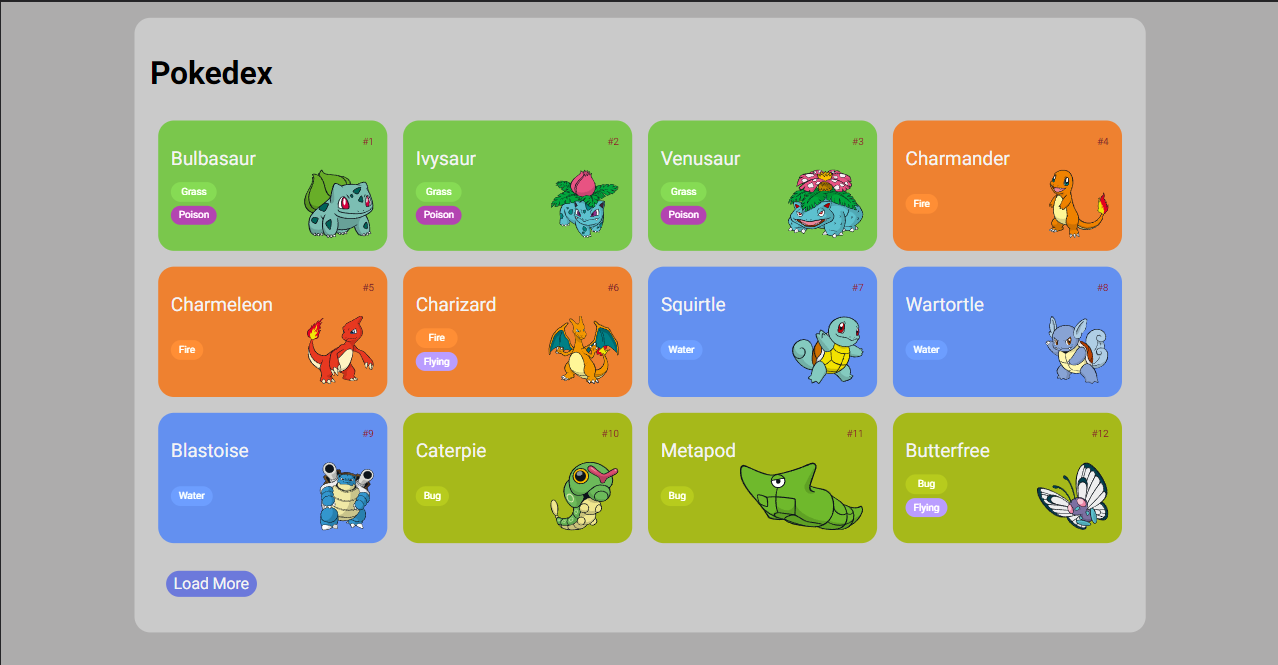 Pokedex
#1
Bulbasaur
Grass
Poison
#2
Ivysaur
Grass
Poison
#3
Venusaur
Grass
Poison
#4
Charmander
Fire
#5
Charmeleon
Fire
#6
Charizard
Fire
Flying
#7
Squirtle
Water
#8
Wartortle
Water
#9
Blastoise
Water
#10
Caterpie
Bug
#11
Metapod
Bug
#12
Butterfree
Bug
Flying
Load More